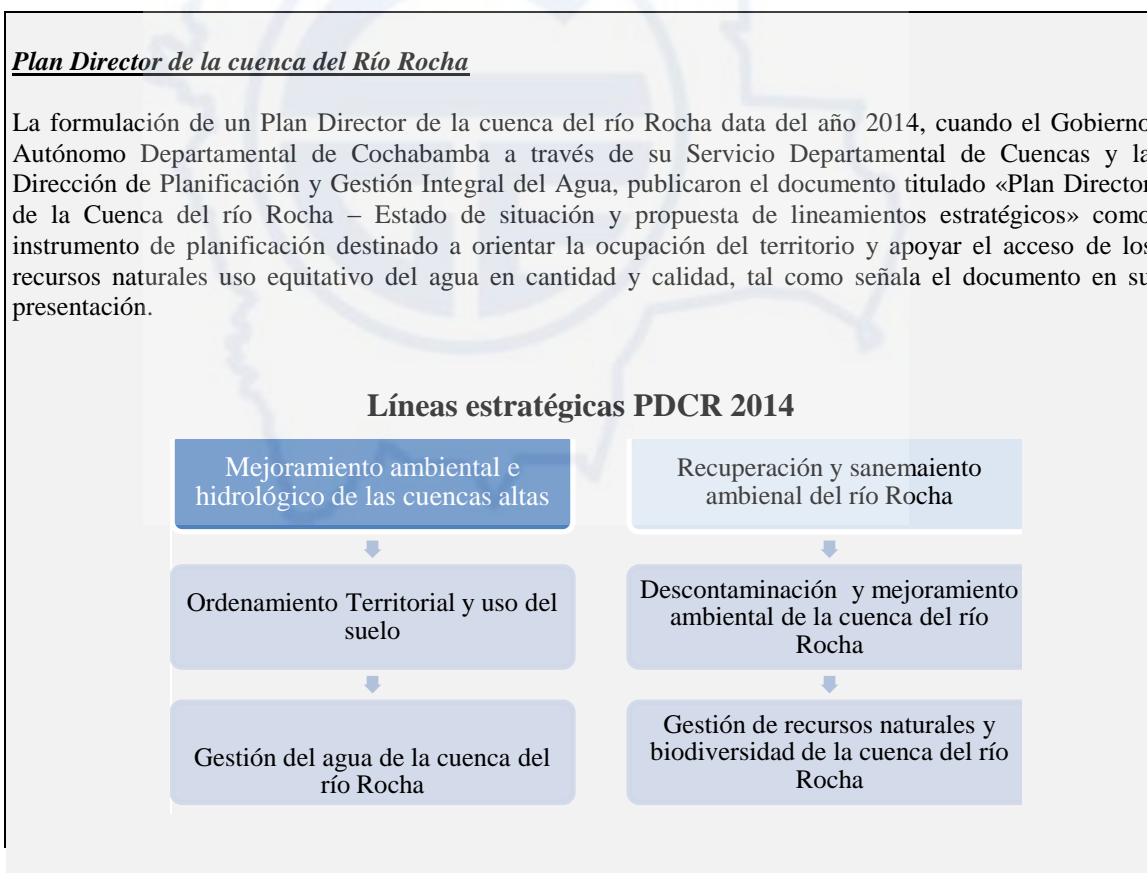 Plan Director de la cuenca del Río Rocha
La formulación de un Plan Director de la cuenca del río Rocha data del año 2014, cuando el Gobierno
Autónomo Departamental de Cochabamba a través de su Servicio Departamental de Cuencas y la
Dirección de Planificación y Gestión Integral del Agua, publicaron el documento titulado «Plan Director
de la Cuenca del río Rocha – Estado de situación y propuesta de lineamientos estratégicos» como
instrumento de planificación destinado a orientar la ocupación del territorio y apoyar el acceso de los
recursos naturales uso equitativo del agua en cantidad y calidad, tal como señala el documento en su
presentación.
Líneas estratégicas PDCR 2014
Mejoramiento ambiental e
hidrológico de las cuencas altas
Ordenamiento Territorial y uso del
suelo
Gestión del agua de la cuenca del
río Rocha
Recuperación y sanemaiento
ambienal del río Rocha
Descontaminación y mejoramiento
ambiental de la cuenca del río
Rocha
Gestión de recursos naturales y
biodiversidad de la cuenca del río
Rocha